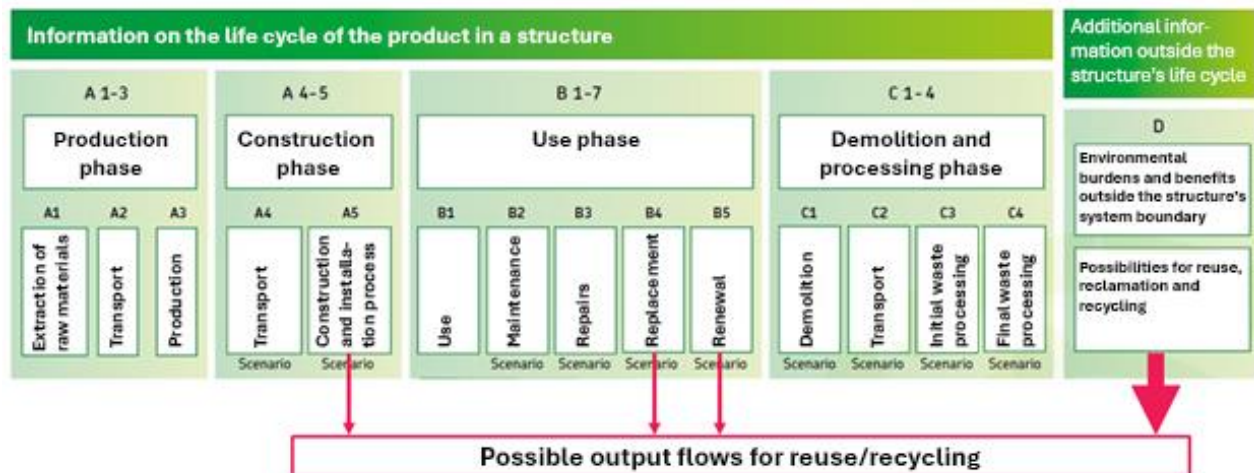 Information on the life cycle of the product in a structure
Additional infor-
mation outside the
structure's life cycle
A 1-3
Production
phase
A1
A2
A3
Extraction of
raw materials
Transport
Production
A 4-5
Construction
phase
A4
A5
Transport
Construction
and installa-
tion process
Scenario
Scenario
B 1-7
Use phase
B1
B2
B3
B4
B5
Use
Maintenance
Repairs
Replacement
Renewal
Scenario
Scenario
Scenario
Scenario
C 1-4
Demolition and
processing phase
C1
C2
C3
C4
Demolition
Transport
Initial waste
processing
Final waste
processing
Scenario
Scenario
Scenario
Scenario
D
Environmental
burdens and benefits
outside the structure's
system boundary
Possibilities for reuse,
reclamation and
recycling
Possible output flows for reuse/recycling